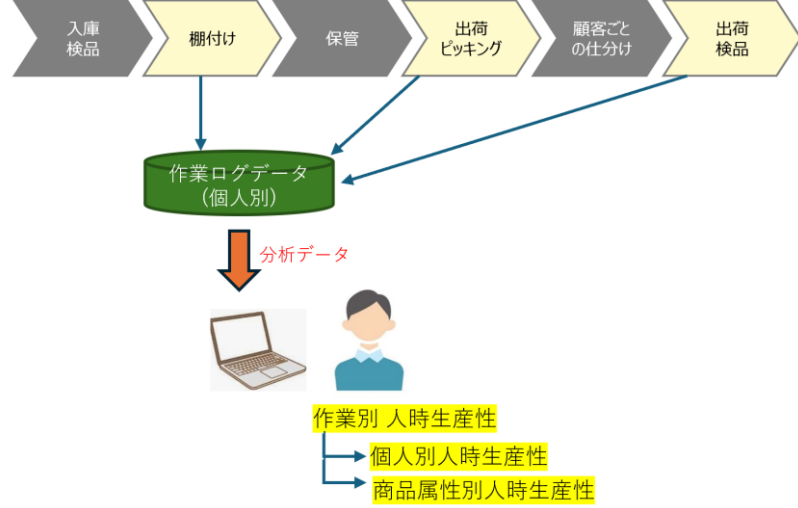 入庫
検品
棚付け
保管
出荷
ピッキング
顧客ごと
の仕分け
出荷
検品
作業ログデータ
(個人別)
分析データ
作業別 人時生産性
個人別人時生産性
商品属性別人時生産性